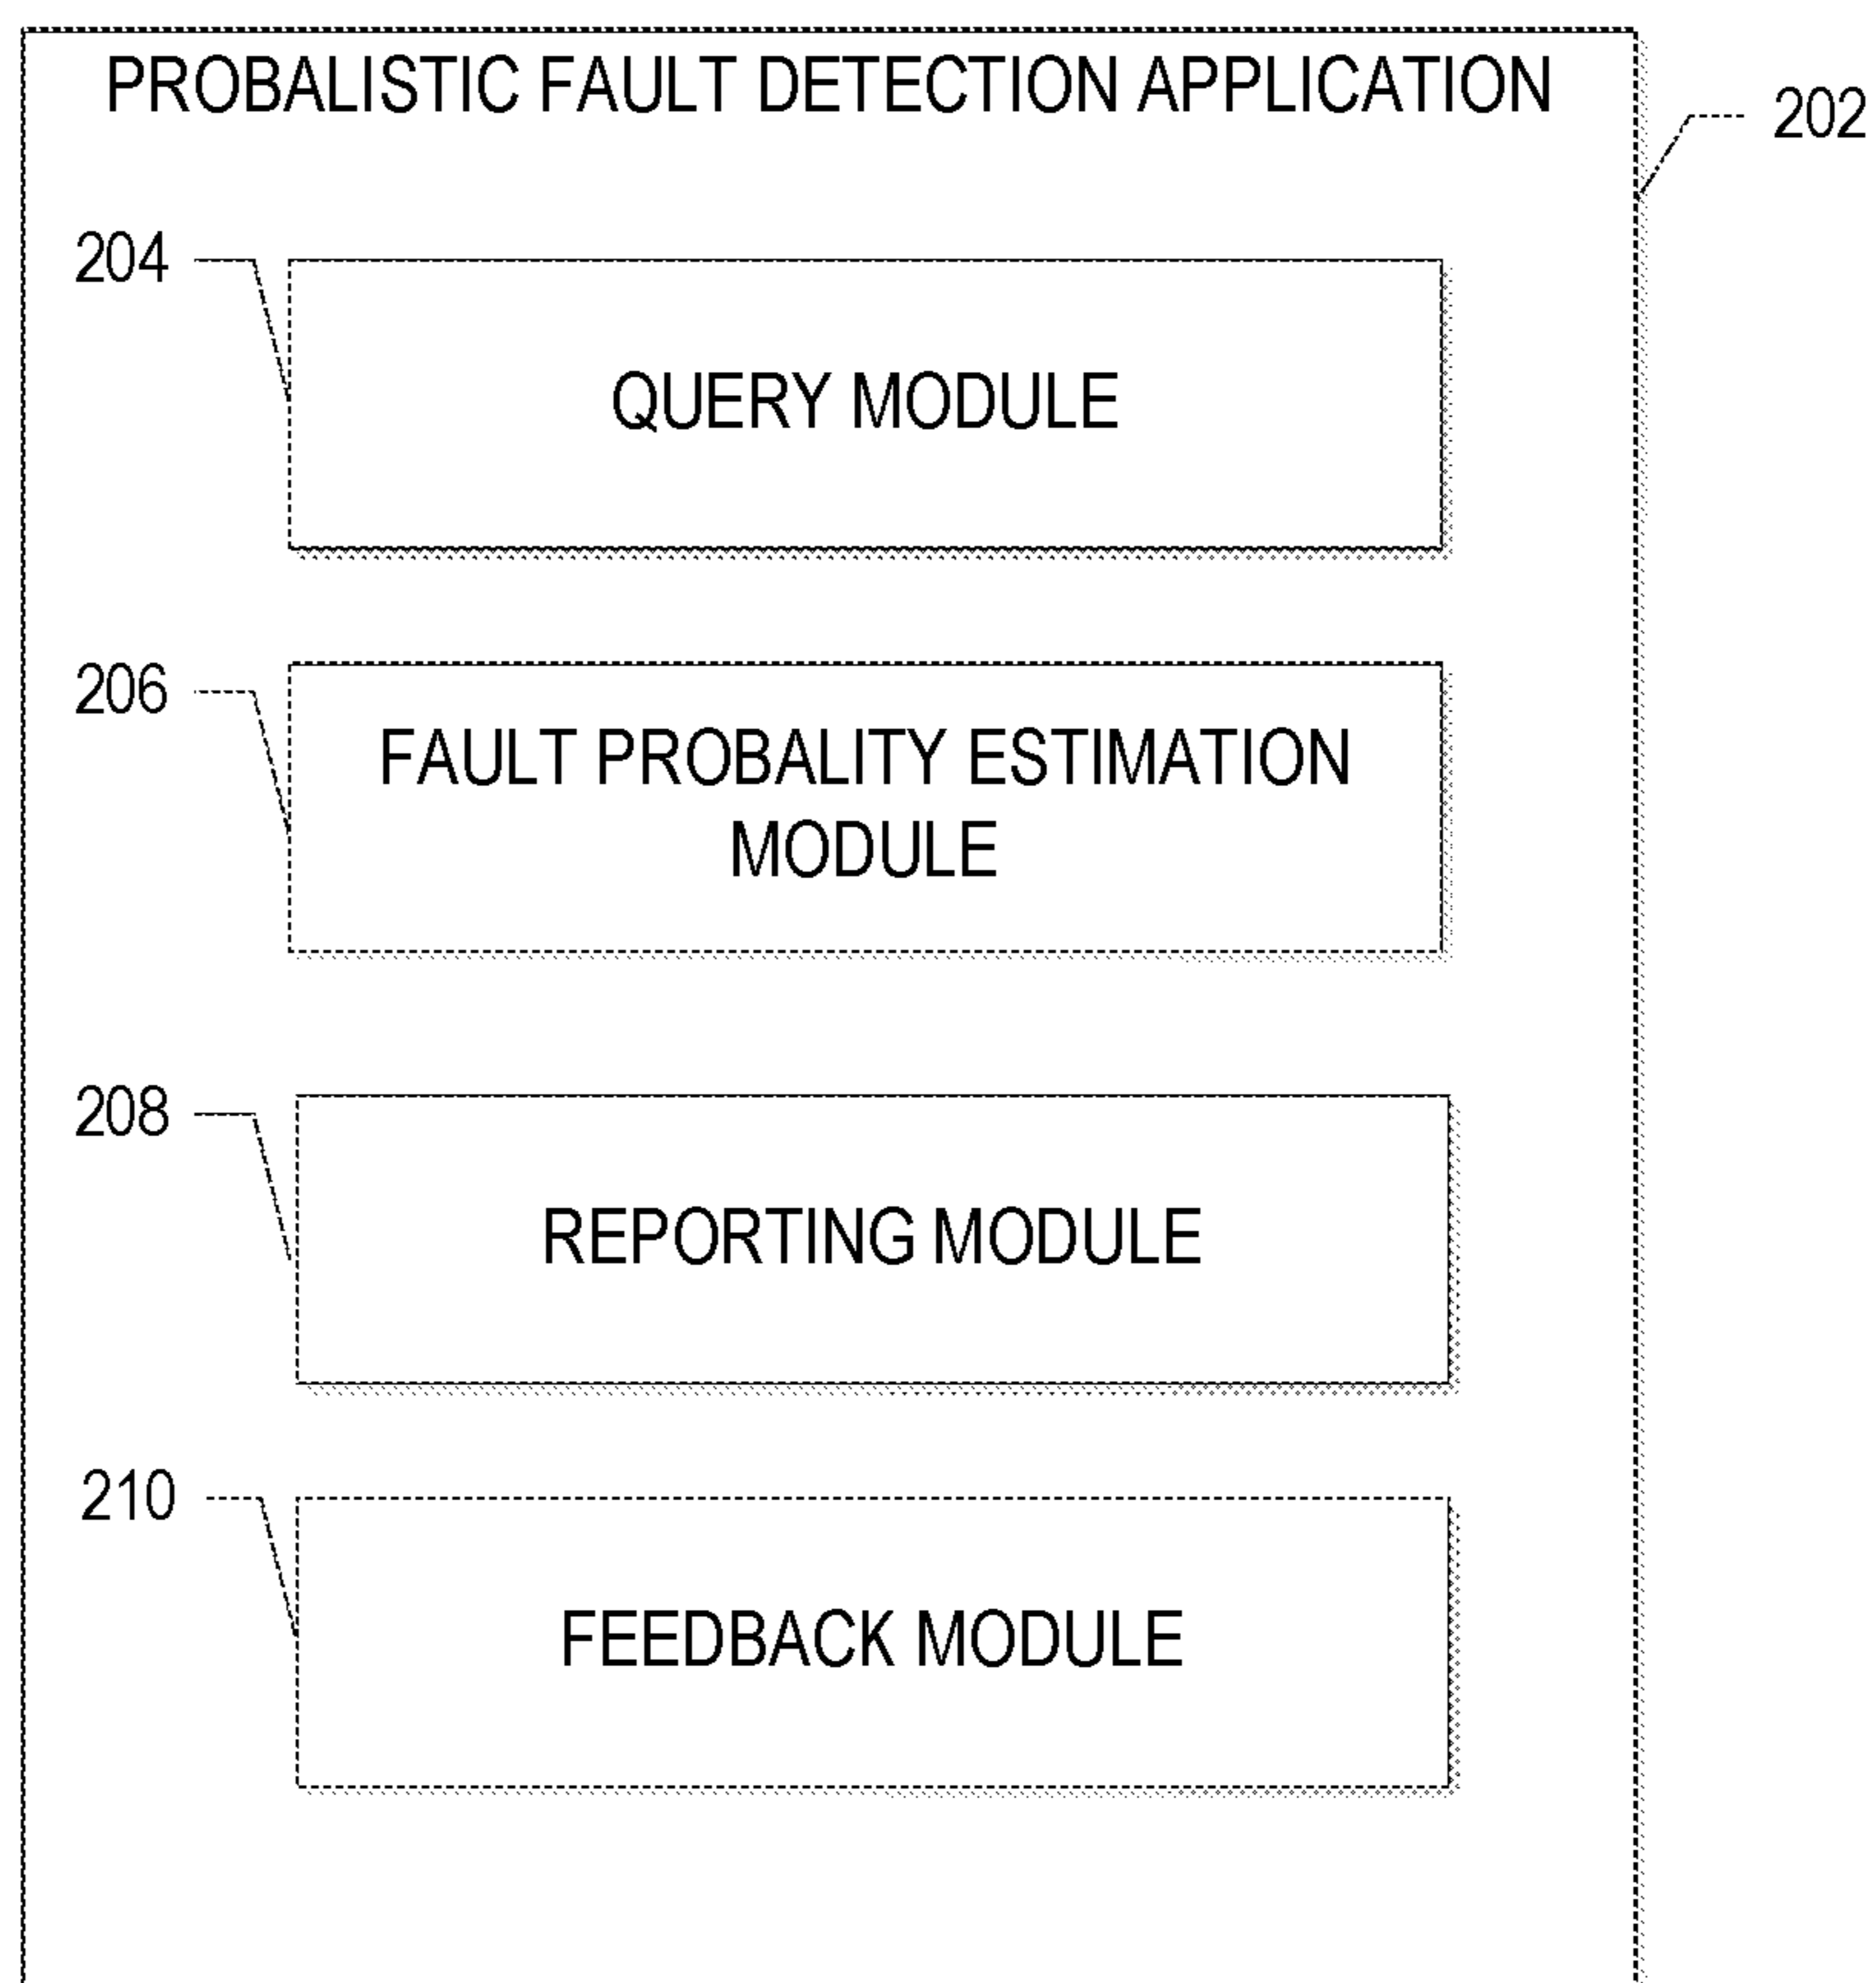 PROBALISTIC FAULT DETECTION APPLICATION
202
204
QUERY MODULE
206
FAULT PROBALITY ESTIMATION
MODULE
208
REPORTING MODULE
210
FEEDBACK MODULE